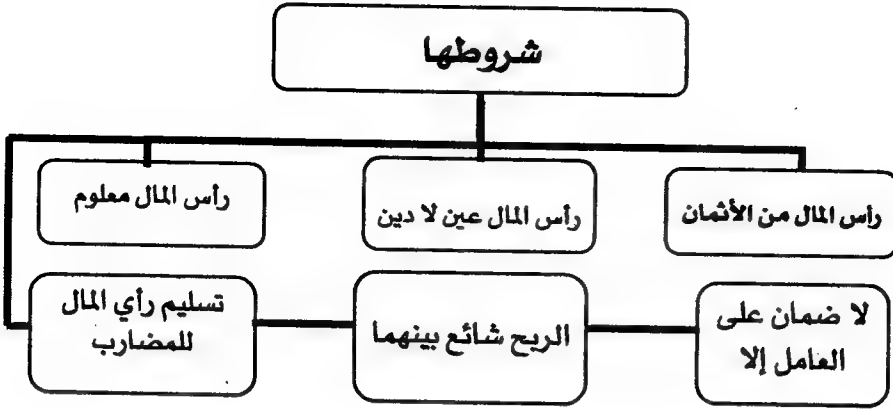 شروطها
رأس المال من الأثمان
رأس المال عين لا دين
رأس المال معلوم
تسليم رأي المال
للمضارب
الربح شائع بينهما
لا ضمان على
العامل إلا